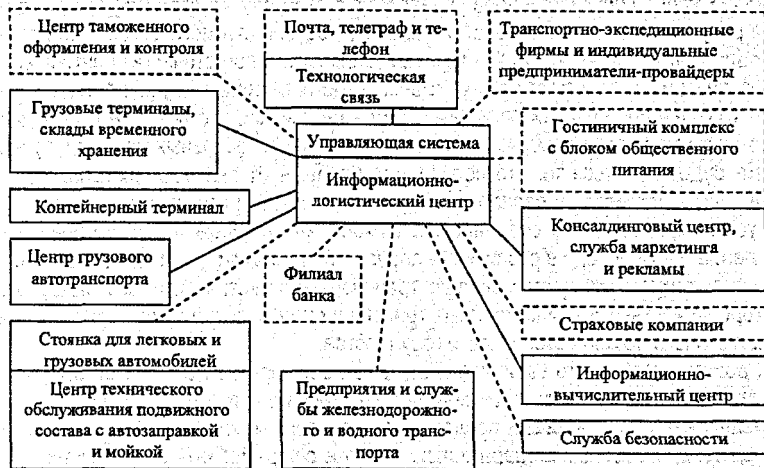 Центр таможенного
оформления и контроля
Почта, телеграф и те-
лефон
Технологическая
связь
Транспортно-экспедиционные
фирмы и индивидуальные
предприниматели-провайдеры
Грузовые терминалы,
склады временного
хранения
Управляющая система
Информационно-
логистический центр
Гостиничный комплекс
с блоком общественного
питания
Контейнерный терминал
Консалдинговый центр,
служба маркетинга
и рекламы
Центр грузового
автотранспорта
Филиал
банка
Страховые компании
Стоянка для легковых и
грузовых автомобилей
Центр технического
обслуживания подвижного
состава с автозаправкой
и мойкой
Предприятия и служ-
бы железнодорожно-
го и водного транс-
порта
Информационно-
вычислительный центр
Служба безопасности